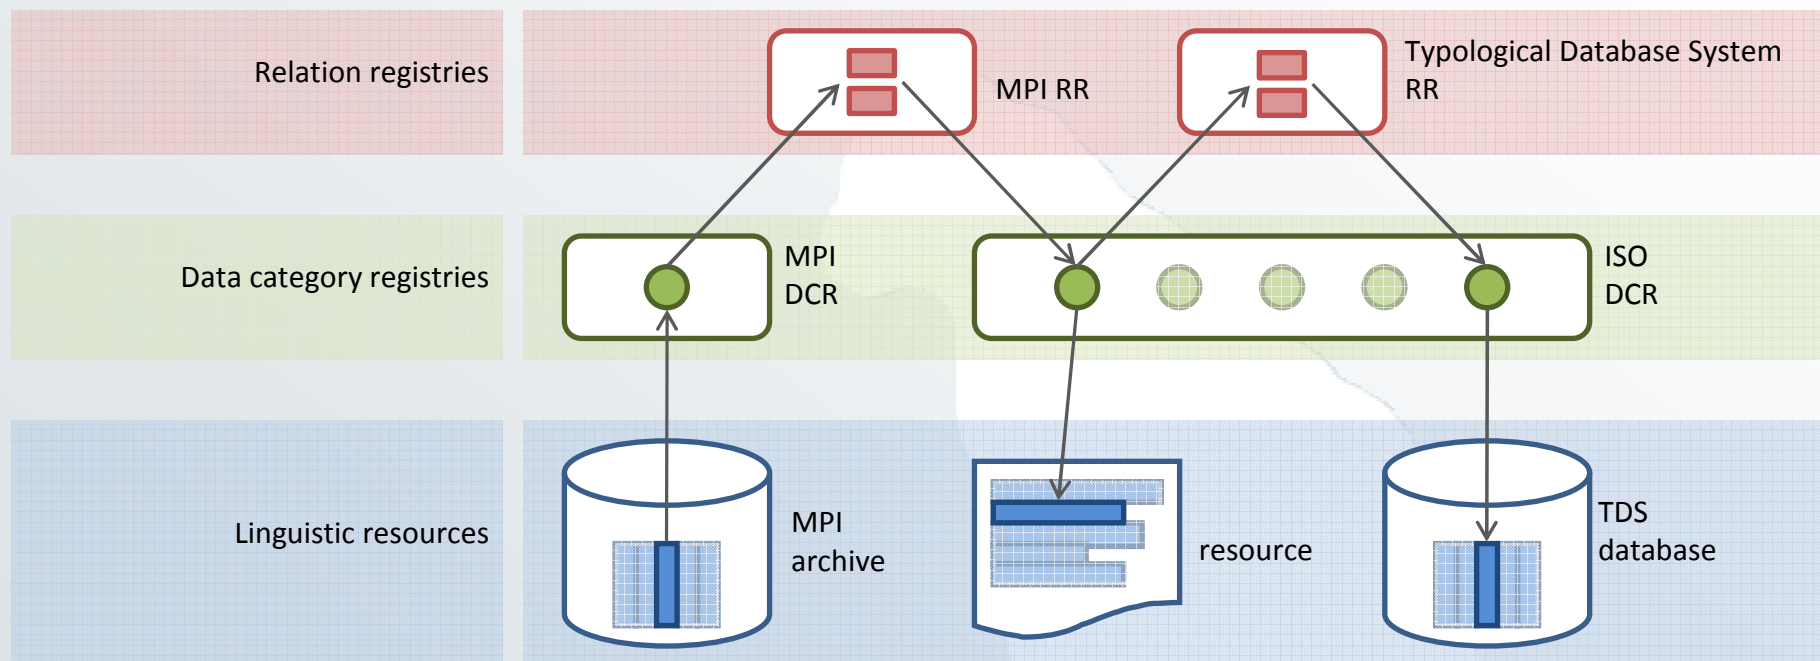 Relation registries
MPI RR
Typological Database System
RR
Data category registries
MPI
DCR
ISO
DCR
Linguistic resources
MPI
archive
resource
TDS
database